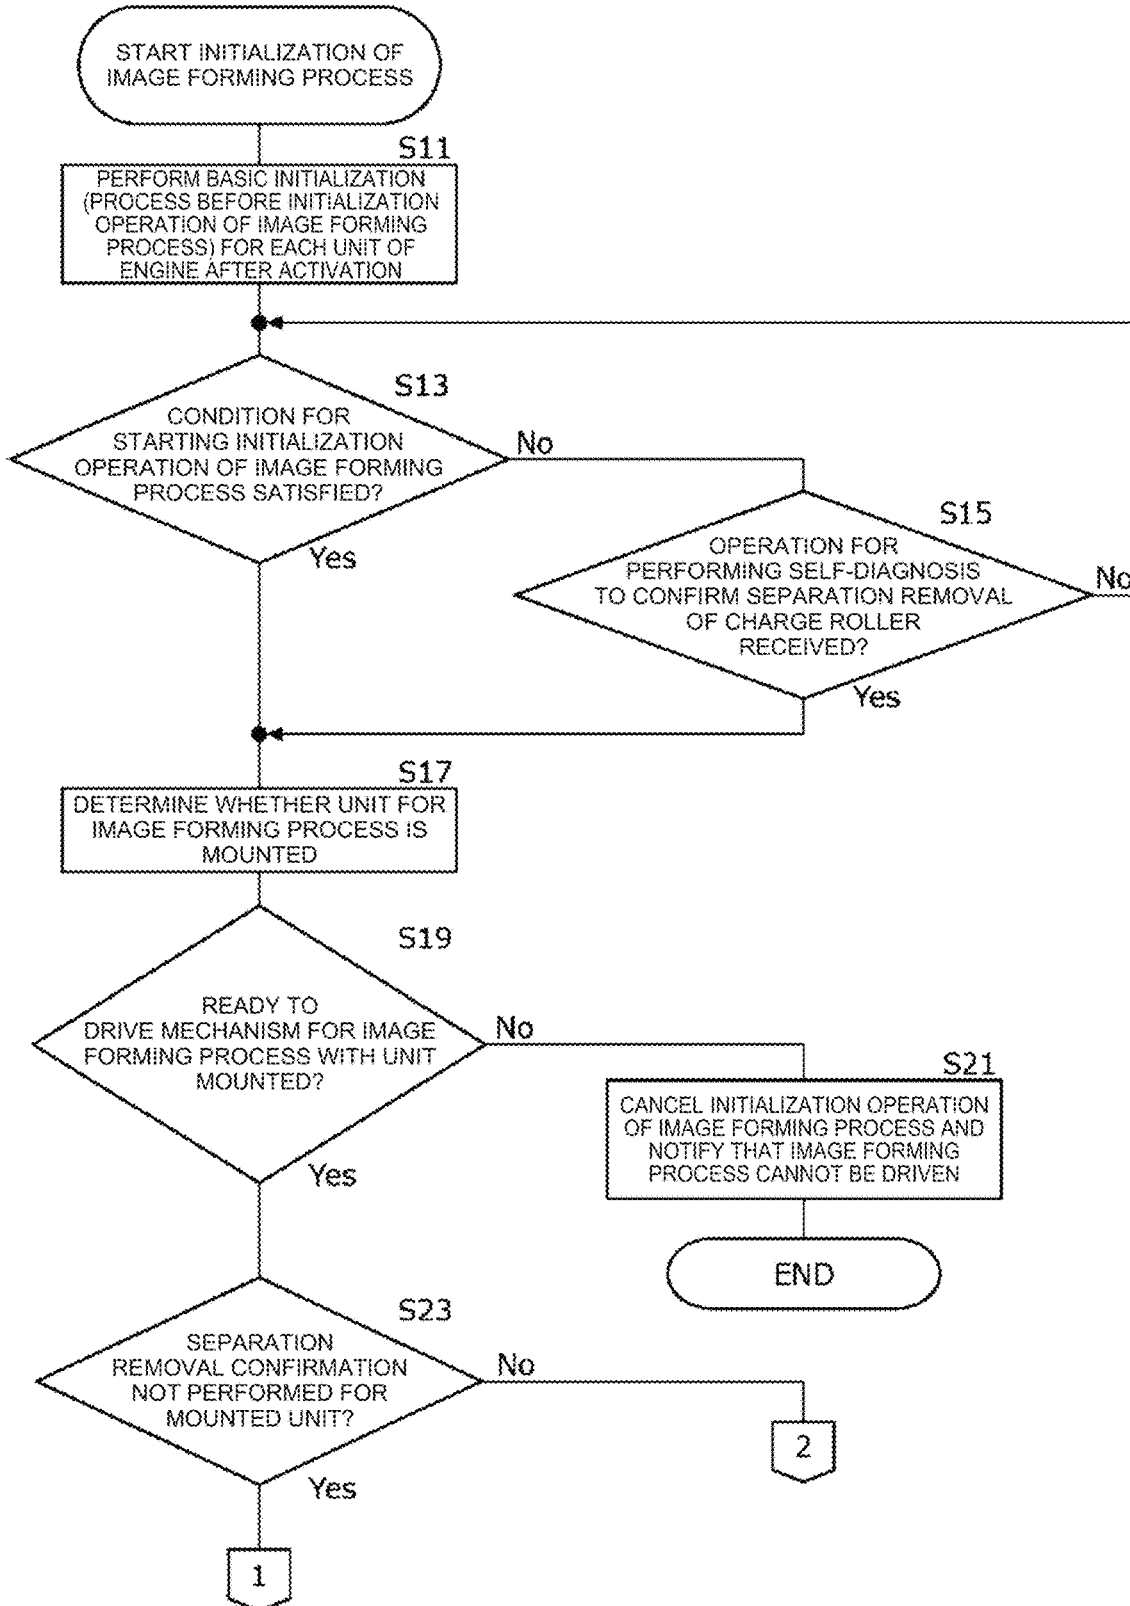 START INITIALIZATION OF
IMAGE FORMING PROCESS
S11
PERFORM BASIC INITIALIZATION
(PROCESS BEFORE INITIALIZATION
OPERATION OF IMAGE FORMING
PROCESS) FOR EACH UNIT OF
ENGINE AFTER ACTIVATION
S13
CONDITION FOR
STARTING INITIALIZATION
OPERATION OF IMAGE FORMING
PROCESS SATISFIED?
No
Yes
S15
OPERATION FOR
PERFORMING SELF-DIAGNOSIS
TO CONFIRM SEPARATION REMOVAL
OF CHARGE ROLLER
RECEIVED?
No
Yes
S17
DETERMINE WHETHER UNIT FOR
IMAGE FORMING PROCESS IS
MOUNTED
S19
READY TO
DRIVE MECHANISM FOR IMAGE
FORMING PROCESS WITH UNIT
MOUNTED?
No
Yes
S21
CANCEL INITIALIZATION OPERATION
OF IMAGE FORMING PROCESS AND
NOTIFY THAT IMAGE FORMING
PROCESS CANNOT BE DRIVEN
END
S23
SEPARATION
REMOVAL CONFIRMATION
NOT PERFORMED FOR
MOUNTED UNIT?
No
2
Yes
1